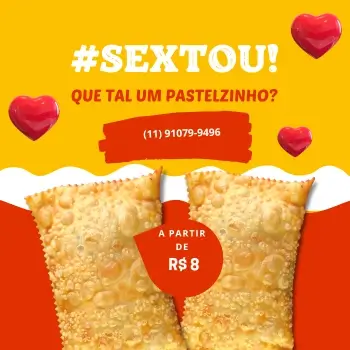 #SEXTOU!
QUE TAL UM PASTELZINHO?
(11) 91079-9496
A PARTIR
DE
R$ 8